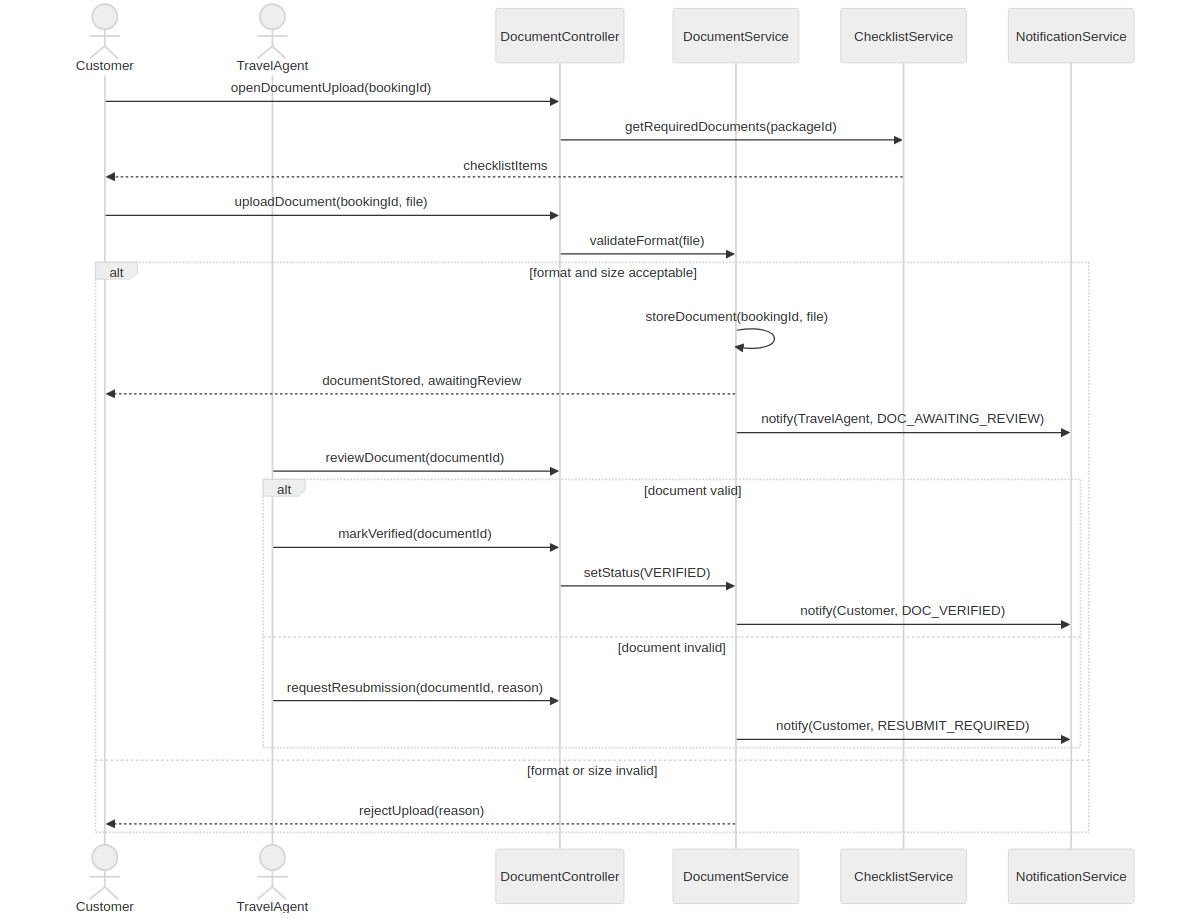 Customer
TravelAgent
DocumentController
DocumentService
ChecklistService
NotificationService
openDocumentUpload(bookingId)
getRequiredDocuments(packageId)
checklistItems
uploadDocument(bookingId, file)
validateFormat(file)
alt
[format and size acceptable]
storeDocument(bookingId, file)
documentStored, awaitingReview
notify(TravelAgent, DOC_AWAITING_REVIEW)
reviewDocument(documentId)
alt
[document valid]
markVerified(documentId)
setStatus(VERIFIED)
notify(Customer, DOC_VERIFIED)
[document invalid]
requestResubmission(documentId, reason)
notify(Customer, RESUBMIT_REQUIRED)
[format or size invalid]
rejectUpload(reason)
Customer
TravelAgent
DocumentController
DocumentService
ChecklistService
NotificationService